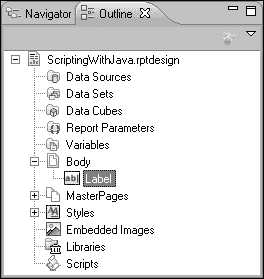 Navigator Outline
ScriptingWithJava.rptdesign
Data Sources
Data Sets
Data Cubes
Report Parameters
Variables
Body
ab Label
MasterPages
Styles
Embedded Images
Libraries
Scripts